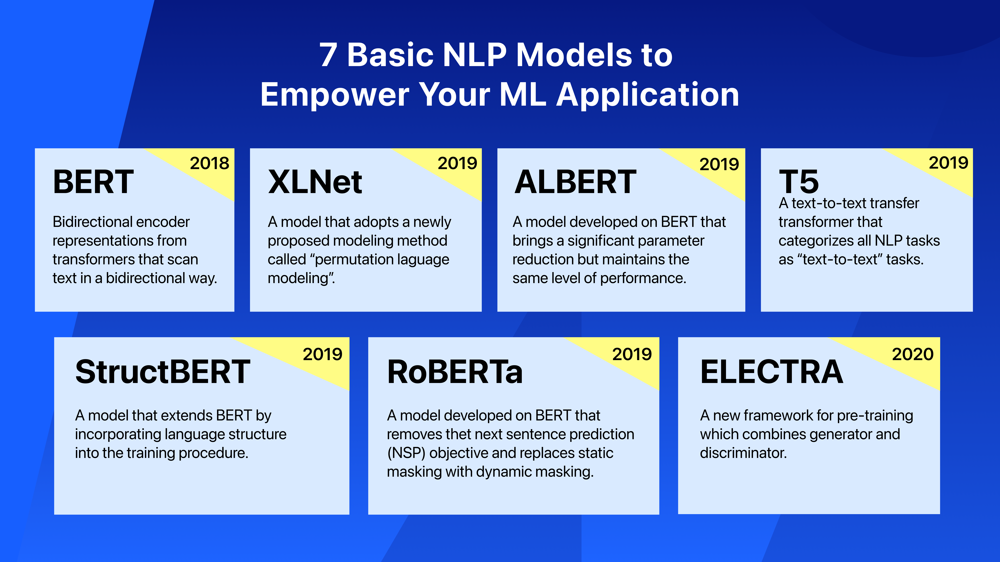 7 Basic NLP Models to
Empower Your ML Application
2018
BERT
Bidirectional encoder
representations from
transformers that scan
text in a bidirectional way.
2019
XLNet
A model that adopts a newly
proposed modeling method
called “permutation laguage
modeling”.
2019
ALBERT
A model developed on BERT that
brings a significant parameter
reduction but maintains the
same level of performance.
2019
T5
A text-to-text transfer
transformer that
categorizes all NLP tasks
as “text-to-text” tasks.
2019
StructBERT
A model that extends BERT by
incorporating language structure
into the training procedure.
2019
RoBERTa
A model developed on BERT that
removes thet next sentence prediction
(NSP) objective and replaces static
masking with dynamic masking.
2020
ELECTRA
A new framework for pre-training
which combines generator and
discriminator.